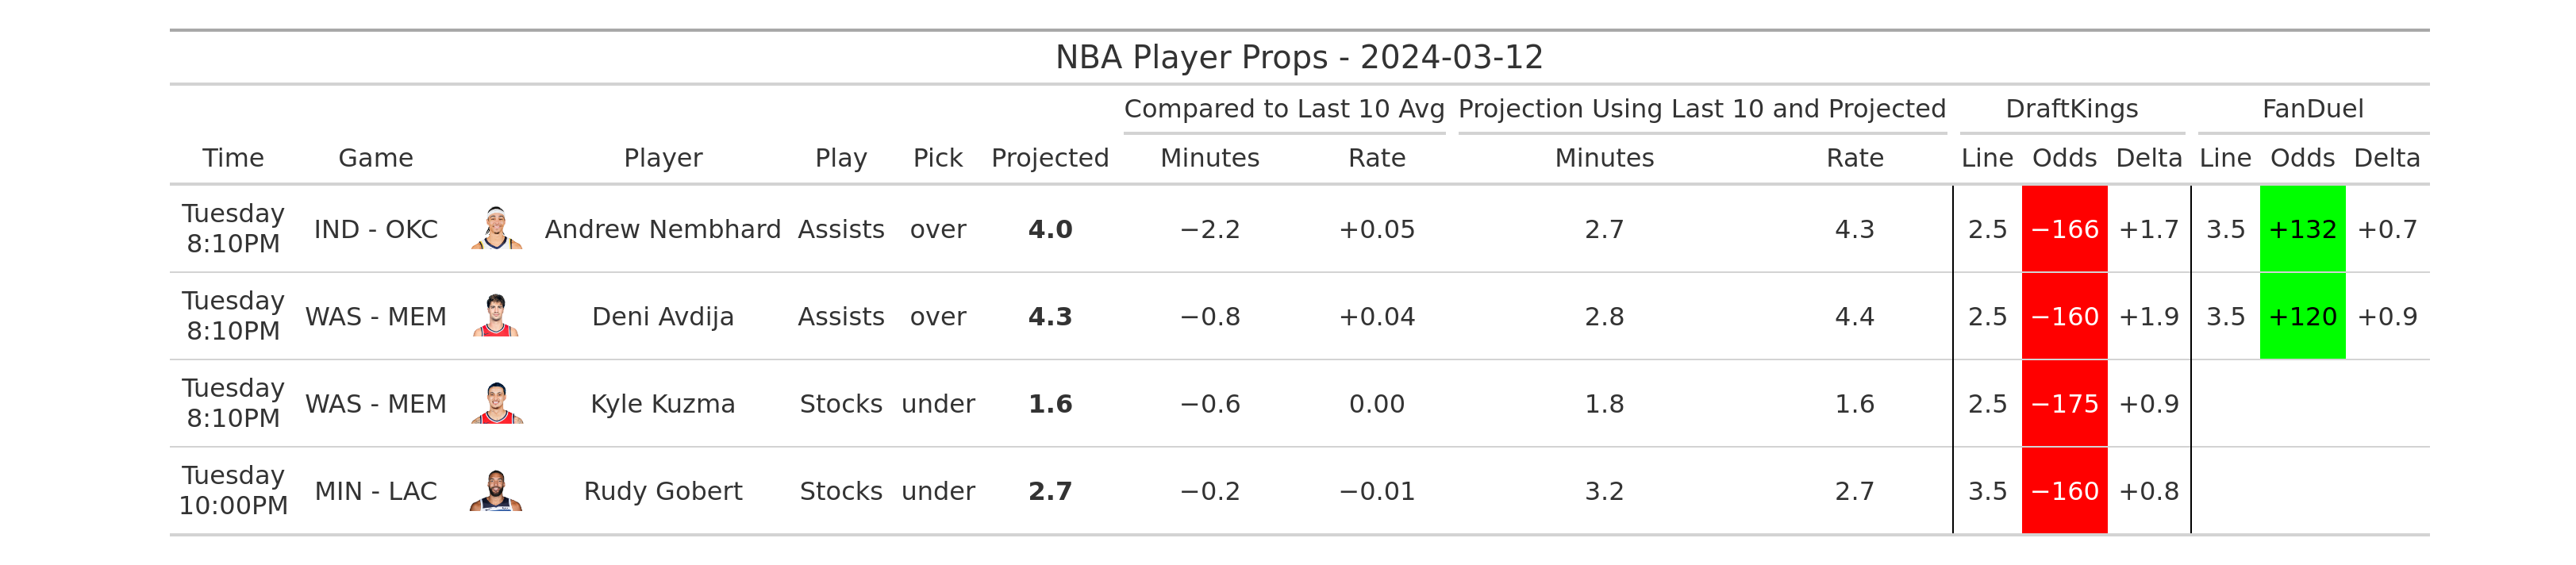 NBA Player Props - 2024-03-12
Compared to Last 10 Avg Projection Using Last 10 and Projected DraftKings FanDuel
Time Game Player Play Pick Projected Minutes Rate Minutes Rate Line Odds Delta Line Odds Delta
Tuesday
8:10PM IND - OKC Andrew Nembhard Assists over 4.0 −2.2 +0.05 2.7 4.3 2.5 −166 +1.7 3.5 +132 +0.7
Tuesday
8:10PM WAS - MEM Deni Avdija Assists over 4.3 −0.8 +0.04 2.8 4.4 2.5 −160 +1.9 3.5 +120 +0.9
Tuesday
8:10PM WAS - MEM Kyle Kuzma Stocks under 1.6 −0.6 0.00 1.8 1.6 2.5 −175 +0.9
Tuesday
10:00PM MIN - LAC Rudy Gobert Stocks under 2.7 −0.2 −0.01 3.2 2.7 3.5 −160 +0.8